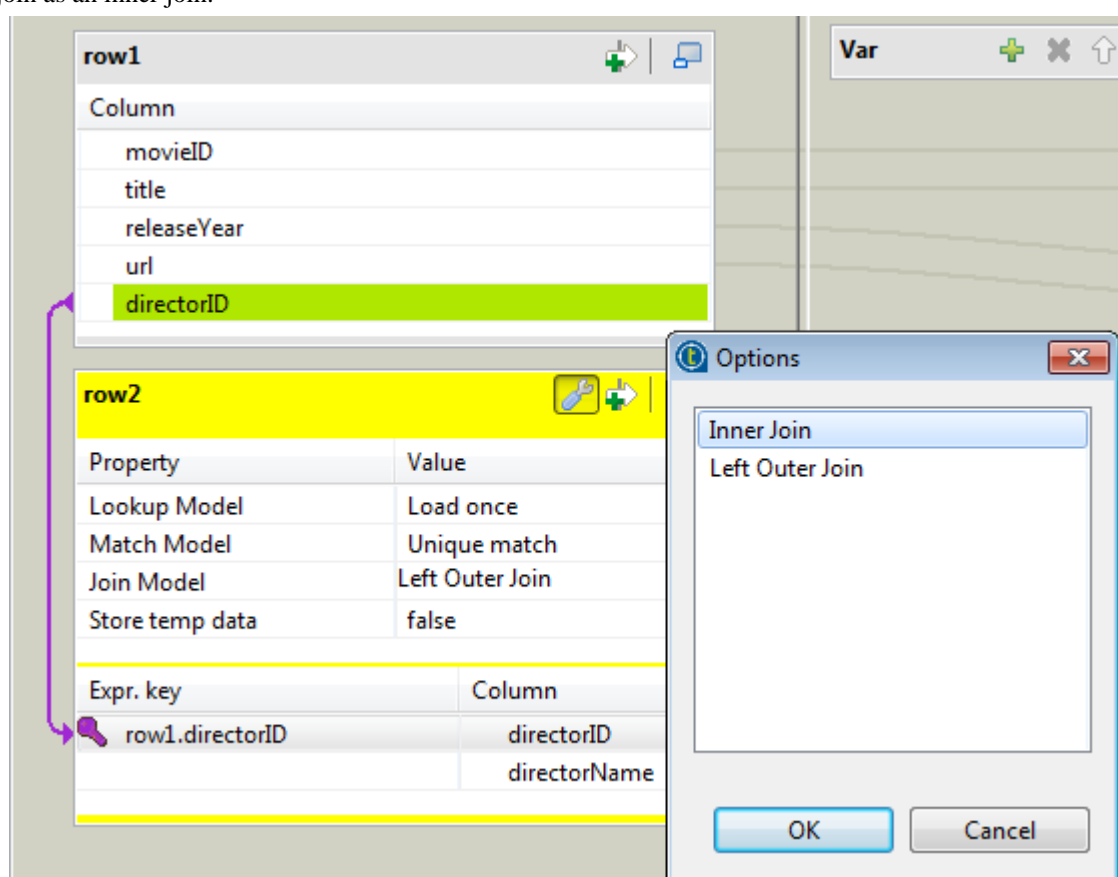 join as an inner join.
row1
Var
Column
movieID
title
releaseYear
url
directorID
Options
row2
Inner Join
Left Outer Join
Property Value
Lookup Model Load once
Match Model Unique match
Join Model Left Outer Join
Store temp data false
Expr. key Column
row1.directorID directorID
directorName
OK Cancel